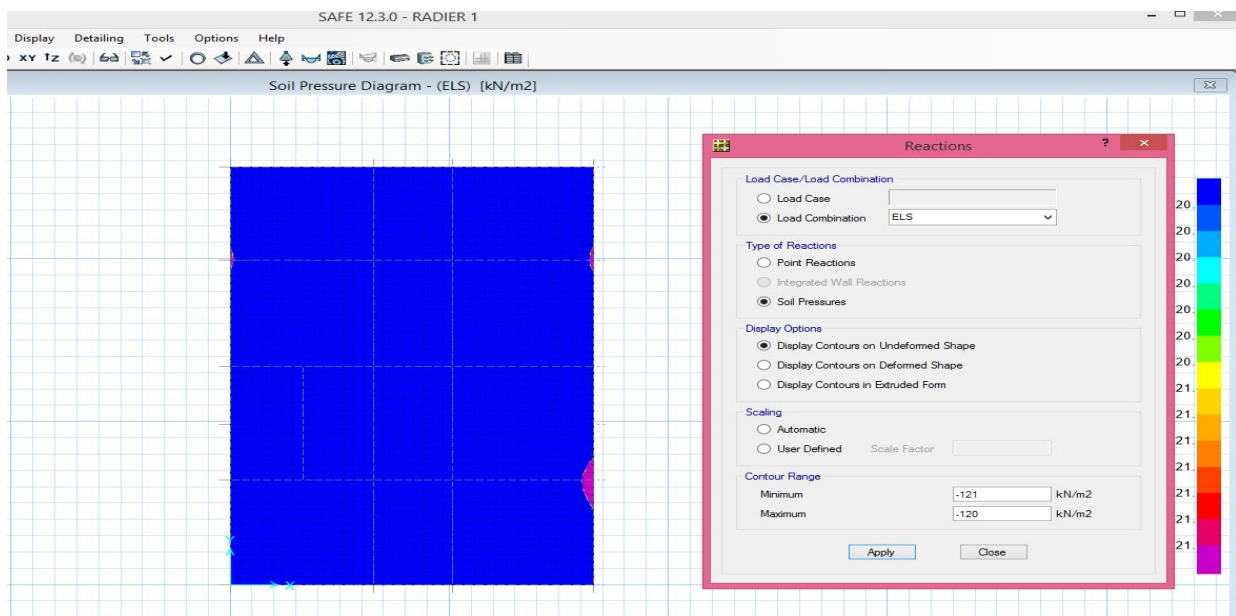 SAFE 12.3.0 - RADIER 1
Display Detailing Tools Options Help
XY
Soil Pressure Diagram - (ELS) [kN/m2]
Reactions
Load Case/Load Combination
Load Case
Load Combination ELS
Type of Reactions
Point Reactions
Integrated Wall Reactions
Soil Pressures
Display Options
Display Contours on Undeformed Shape
Display Contours on Deformed Shape
Display Contours in Extruded Form
Scaling
Automatic
User Defined Scale Factor
Contour Range
Minimum -121 kN/m2
Maximum -120 kN/m2
Apply Close
20.
20.
20.
20.
20.
20.
20.
21.
21.
21.
21.
21.
21.
21.
Y
X